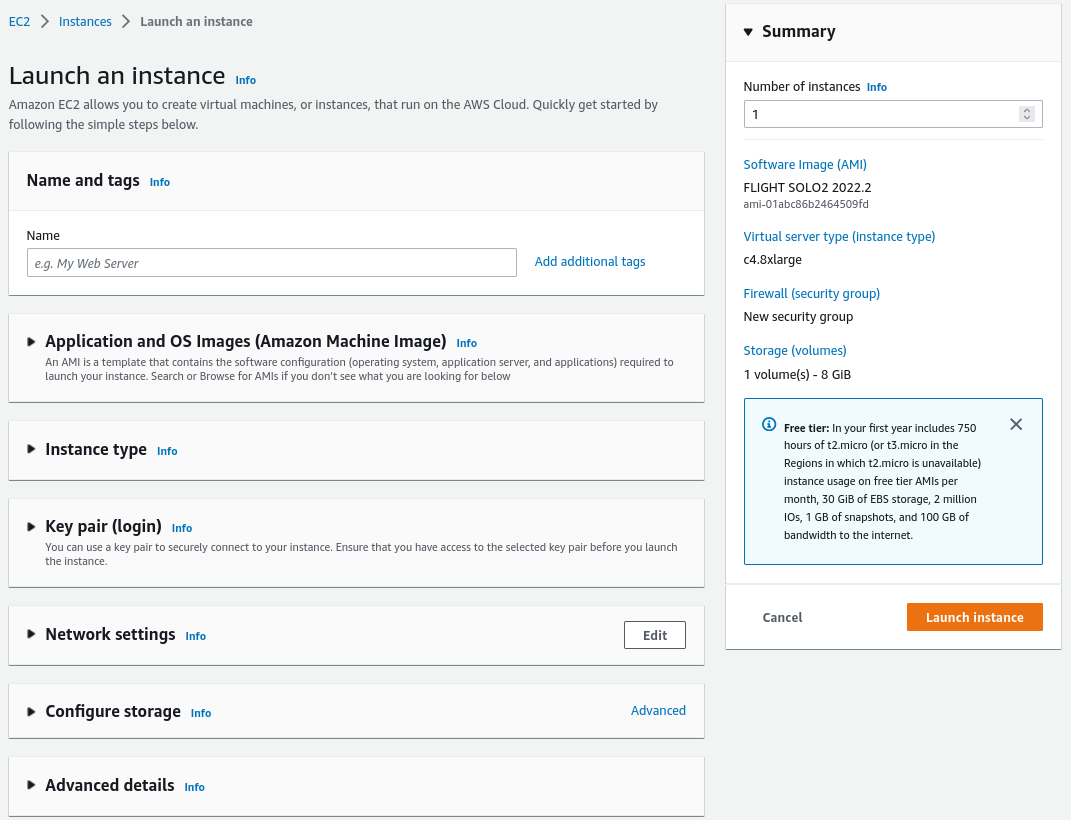 EC2 > Instances > Launch an instance
Launch an instance Info
Amazon EC2 allows you to create virtual machines, or instances, that run on the AWS Cloud. Quickly get started by
following the simple steps below.
Name and tags Info
Name
e.g. My Web Server
Add additional tags
Application and OS Images (Amazon Machine Image) Info
An AMI is a template that contains the software configuration (operating system, application server, and applications) required to
launch your instance. Search or Browse for AMIs if you don't see what you are looking for below
Instance type Info
Key pair (login) Info
You can use a key pair to securely connect to your instance. Ensure that you have access to the selected key pair before you launch
the instance.
Network settings Info
Edit
Configure storage Info
Advanced
Advanced details Info
Summary
Number of instances Info
1
Software Image (AMI)
FLIGHT SOLO2 2022.2
ami-01abc86b2464509fd
Virtual server type (instance type)
c4.8xlarge
Firewall (security group)
New security group
Storage (volumes)
1 volume(s) - 8 GiB
Free tier: In your first year includes 750
hours of t2.micro (or t3.micro in the
Regions in which t2.micro is unavailable)
instance usage on free tier AMIs per
month, 30 GiB of EBS storage, 2 million
IOs, 1 GB of snapshots, and 100 GB of
bandwidth to the internet.
Cancel
Launch instance